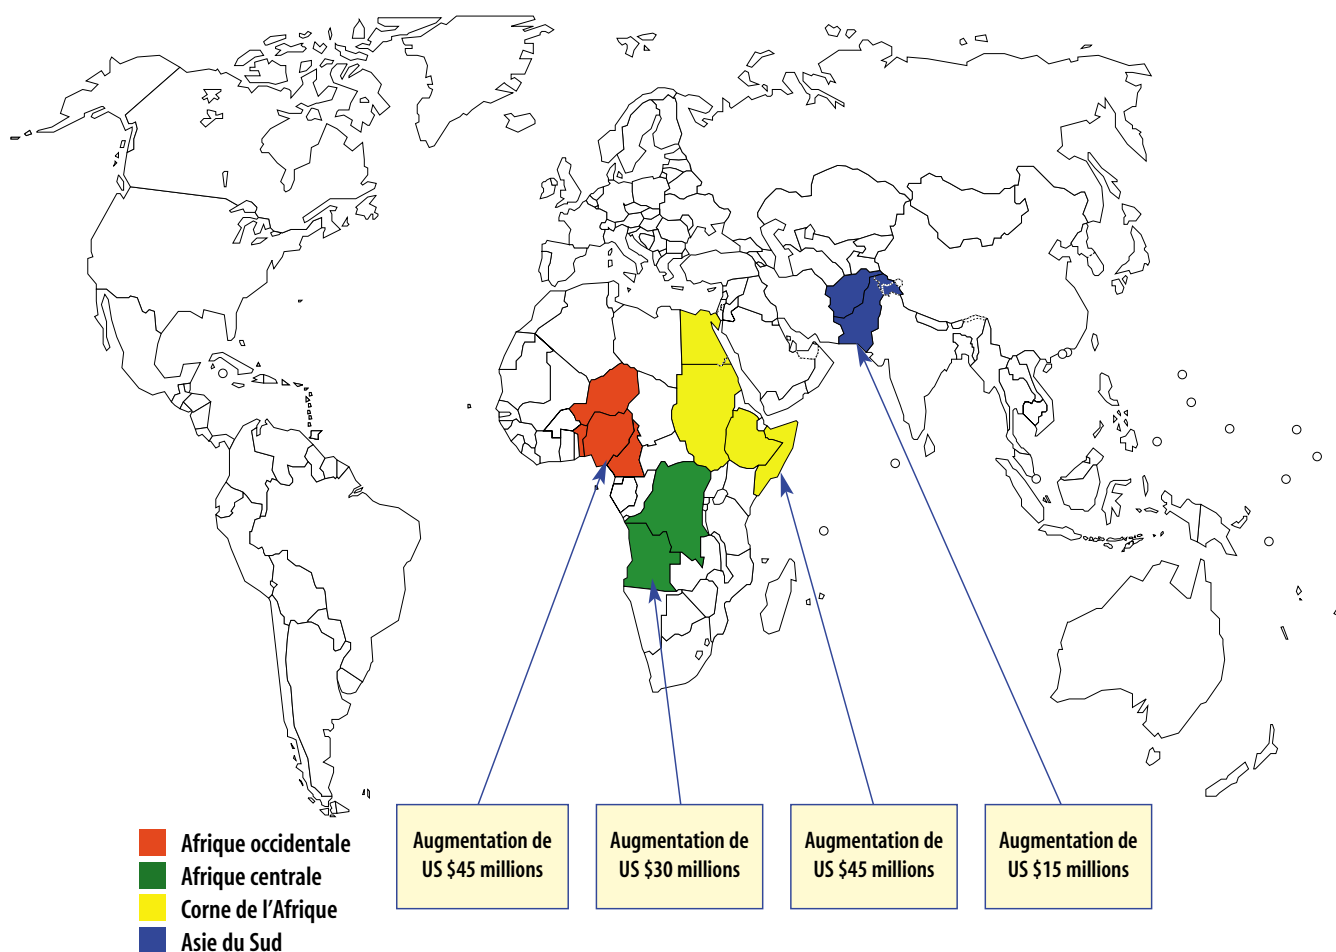 Augmentation de
US $45 millions
Augmentation de
US $30 millions
Augmentation de
US $45 millions
Augmentation de
US $15 millions
Afrique occidentale
Afrique centrale
Corne de l'Afrique
Asie du Sud